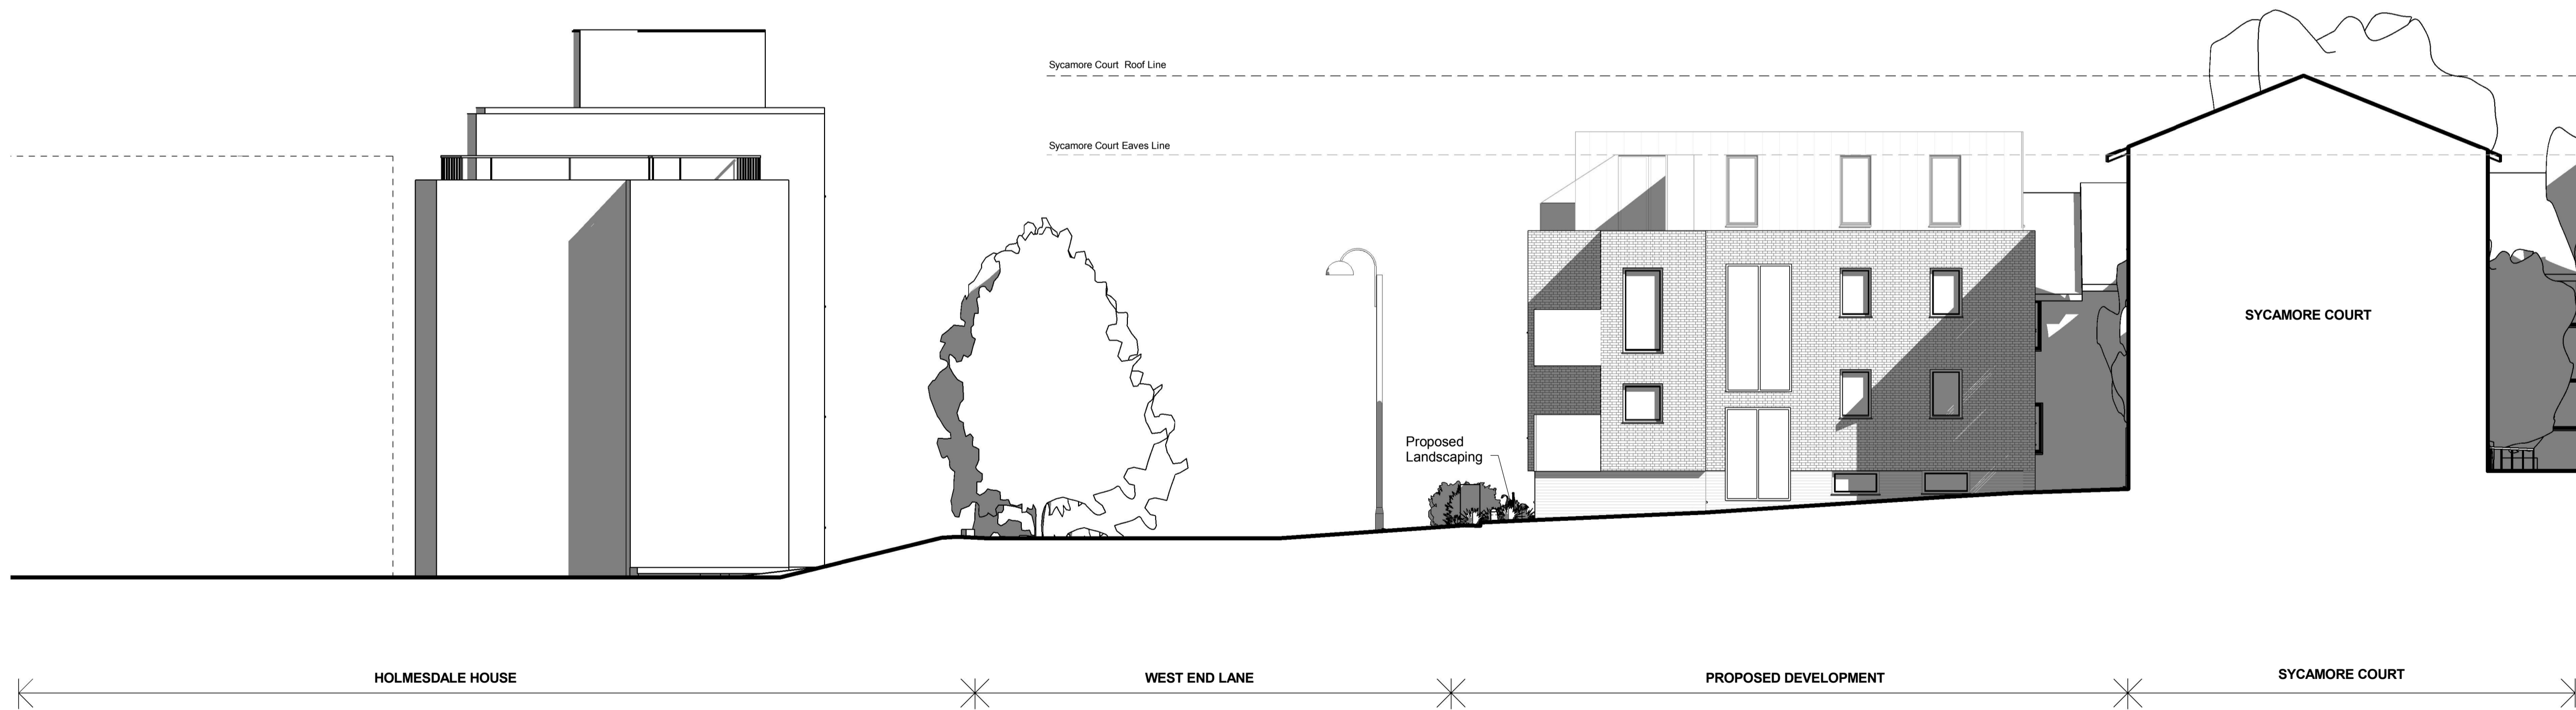 Sycamore Court Roof Line
Sycamore Court Eaves Line
SYCAMORE COURT
Proposed
Landscaping
HOLMESDALE HOUSE
WEST END LANE
PROPOSED DEVELOPMENT
SYCAMORE COURT